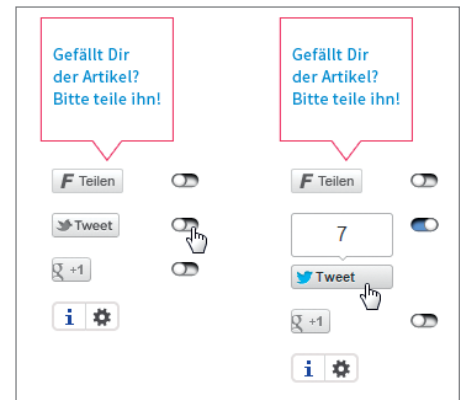 Gefällt Dir
der Artikel?
Bitte teile ihn!
F Teilen
Tweet
g +1
i
Gefällt Dir
der Artikel?
Bitte teile ihn!
F Teilen
7
Tweet
g +1
i